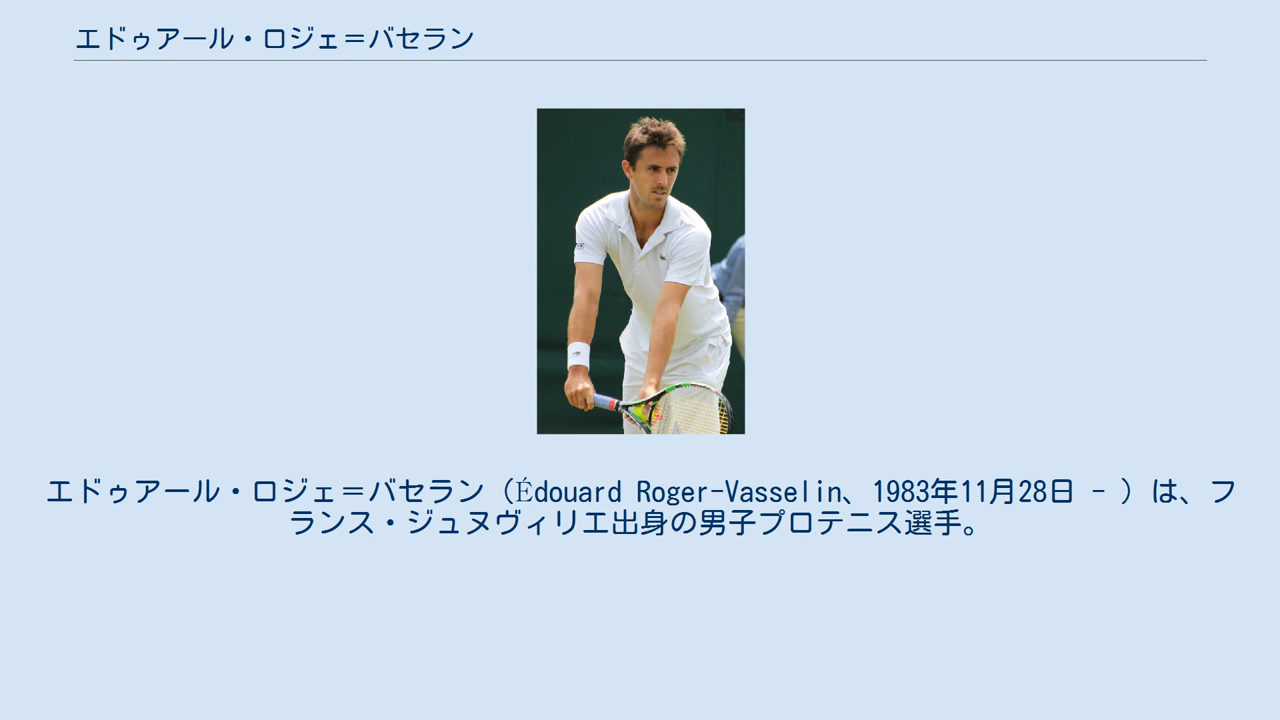 エドゥアール・ロジェ＝バセラン
エドゥアール・ロジェ＝バセラン（Édouard Roger-Vasselin、1983年11月28日 - ）は、フ
ランス・ジュヌヴィリエ出身の男子プロテニス選手。